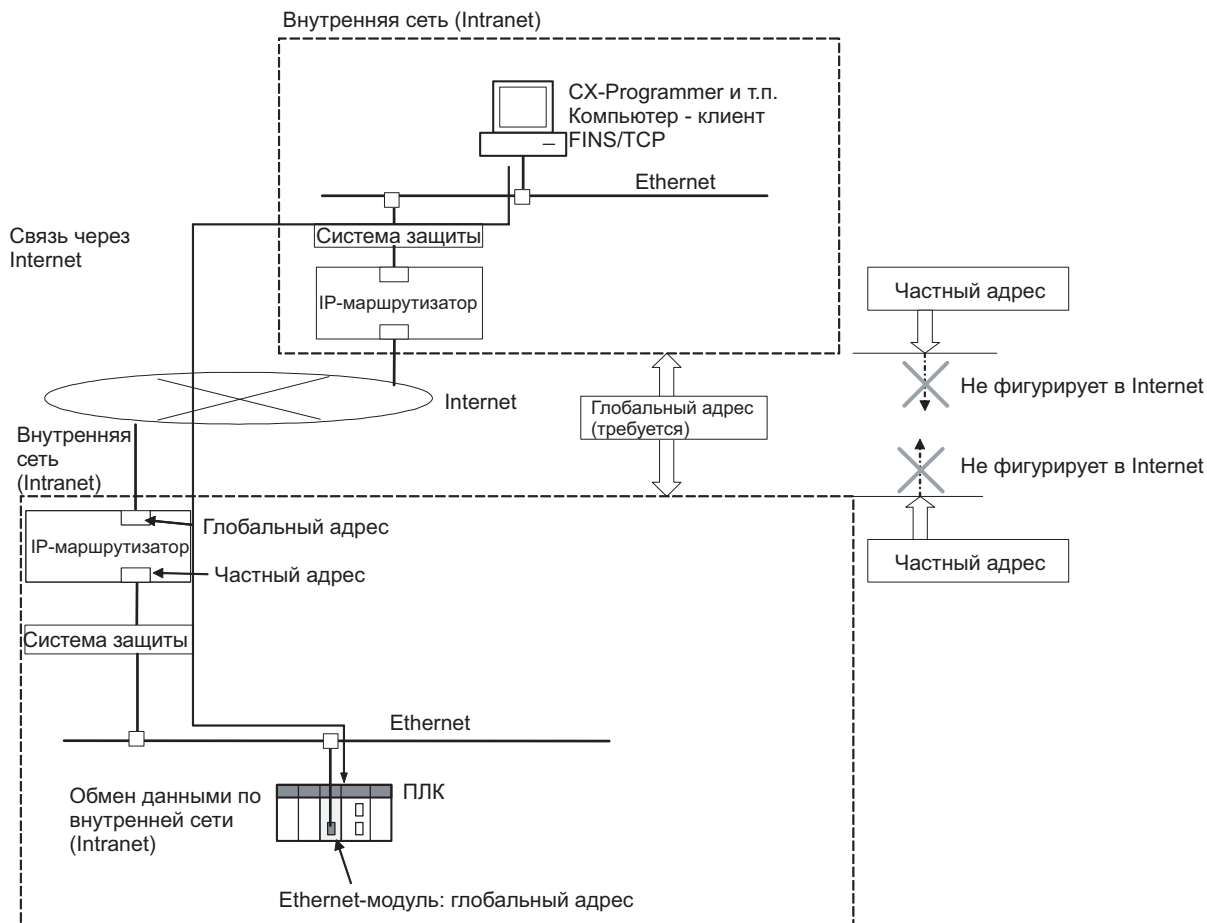 Внутренняя сеть (Intranet)
CX-Programmer и т.п.
Компьютер - клиент
FINS/TCP
Ethernet
Связь через
Internet
Система защиты
IP-маршрутизатор
Частный адрес
Не фигурирует в Internet
Internet
Глобальный адрес
(требуется)
Внутренняя
сеть
(Intranet)
Не фигурирует в Internet
Глобальный адрес
IP-маршрутизатор
Частный адрес
Частный адрес
Система защиты
Ethernet
Обмен данными по
внутренней сети
(Intranet)
ПЛК
Ethernet-модуль: глобальный адрес